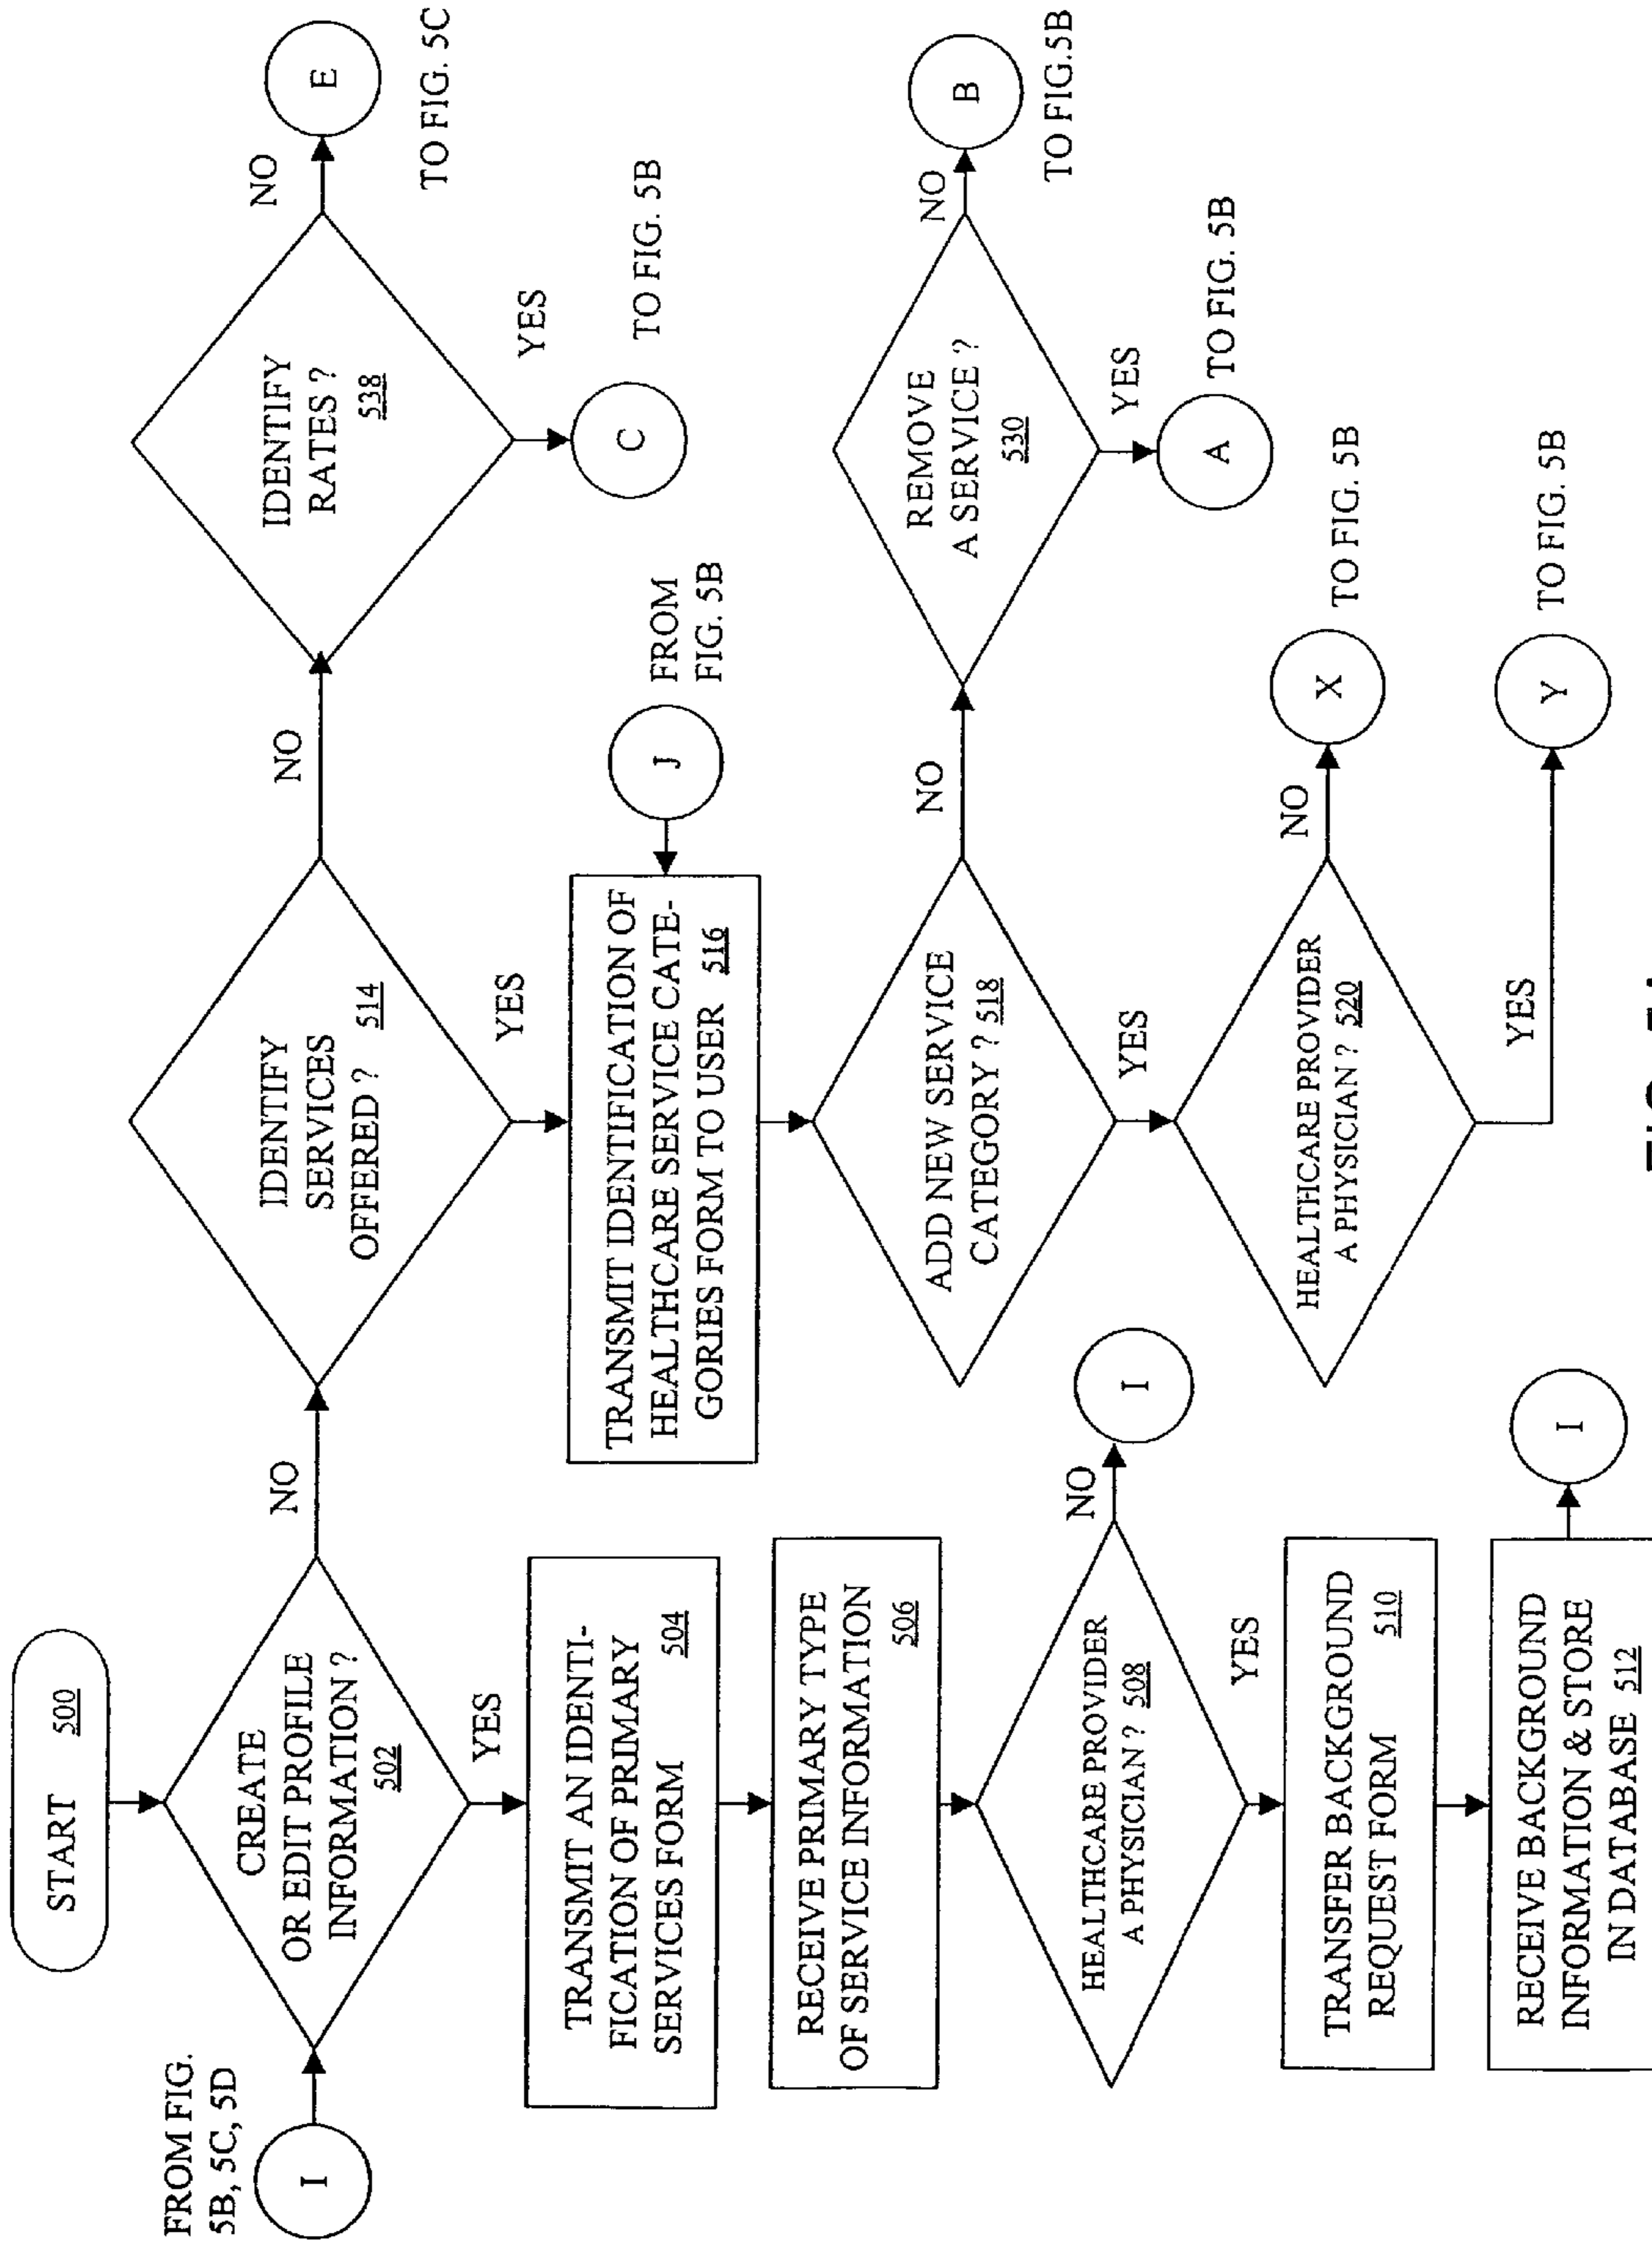 START 500
FROM FIG.
5B, 5C, 5D
I
CREATE
OR EDIT PROFILE
INFORMATION ?
502
NO
YES
IDENTIFY
SERVICES
OFFERED ? 514
NO
YES
IDENTIFY
RATES ?
538
NO
E
TO FIG. 5C
YES
C
TO FIG. 5B
TRANSMIT AN IDENTI-
FICATION OF PRIMARY
SERVICES FORM 504
TRANSMIT IDENTIFICATION OF
HEALTHCARE SERVICE CATE-
GORIES FORM TO USER 516
J
FROM
FIG. 5B
RECEIVE PRIMARY TYPE
OF SERVICE INFORMATION
506
ADD NEW SERVICE
CATEGORY ? 518
NO
YES
REMOVE
A SERVICE ?
530
NO
B
TO FIG.5B
YES
A
TO FIG. 5B
HEALTHCARE PROVIDER
A PHYSICIAN ? 508
NO
I
YES
HEALTHCARE PROVIDER
A PHYSICIAN ? 520
NO
X
TO FIG. 5B
YES
Y
TO FIG. 5B
TRANSFER BACKGROUND
REQUEST FORM 510
RECEIVE BACKGROUND
INFORMATION & STORE
IN DATABASE 512
I